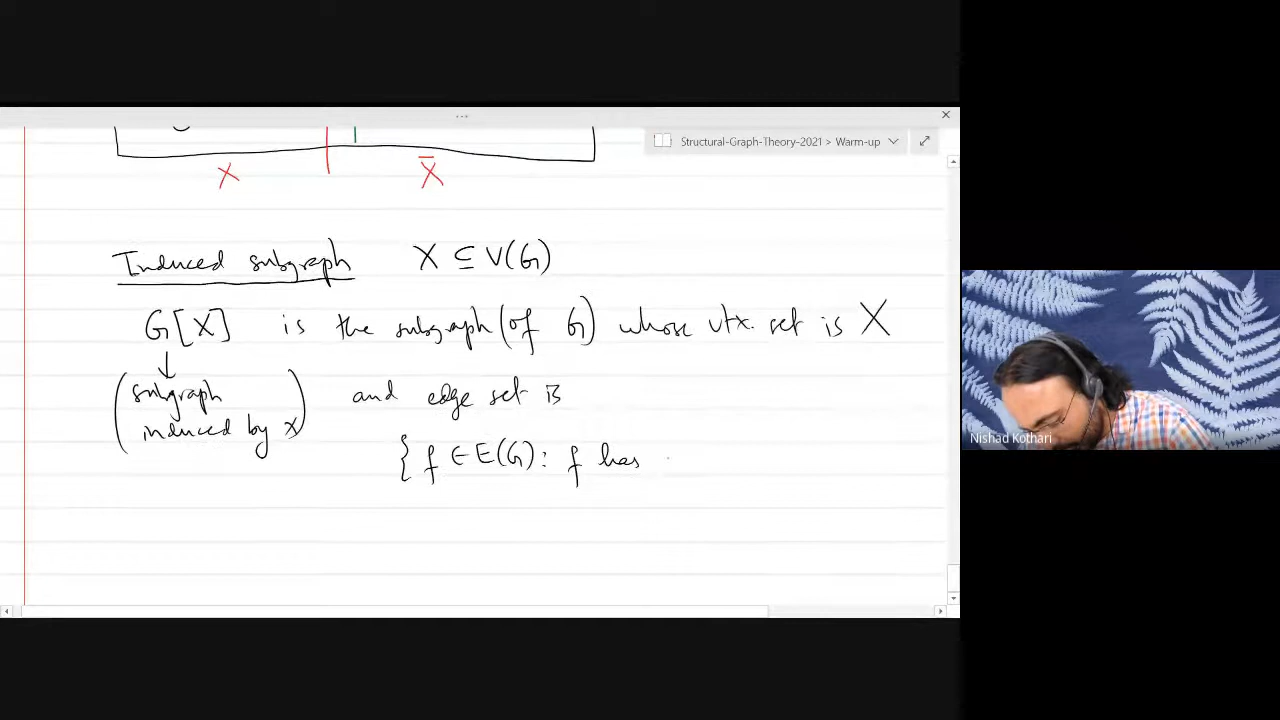 Structural-Graph-Theory-2021 > Warm-up
X X̄
Induced subgraph X ⊆ V(G)
G[X] is the subgraph (of G) whose vtx. set is X
↓
(subgraph induced by X)
and edge set is
{ f ∈ E(G): f has
Nishad Kothari